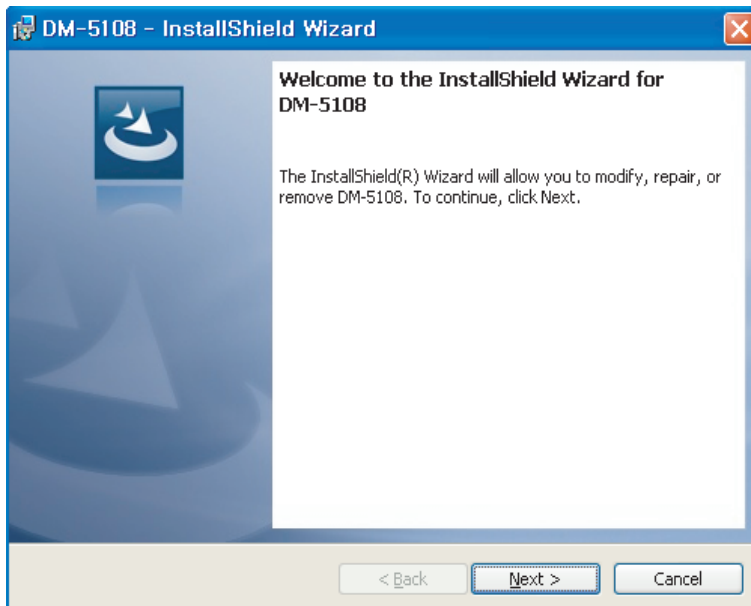 DM-5108 - InstallShield Wizard
Welcome to the InstallShield Wizard for
DM-5108
The InstallShield(R) Wizard will allow you to modify, repair, or
remove DM-5108. To continue, click Next.
< Back
Next >
Cancel